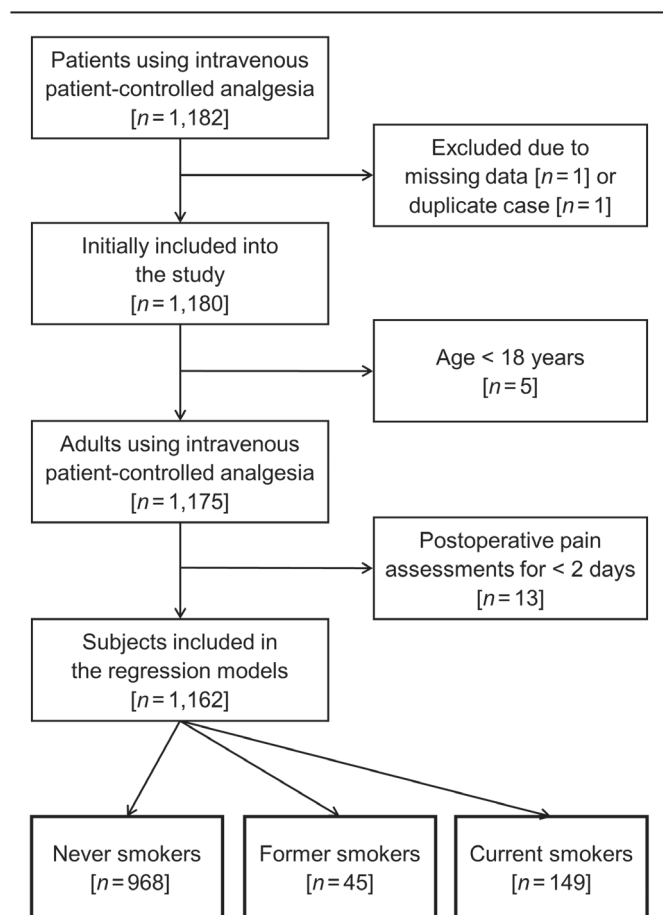 Patients using intravenous
patient-controlled analgesia
[n = 1,182]
Excluded due to
missing data [n = 1] or
duplicate case [n = 1]
Initially included into
the study
[n = 1,180]
Age < 18 years
[n = 5]
Adults using intravenous
patient-controlled analgesia
[n = 1,175]
Postoperative pain
assessments for < 2 days
[n = 13]
Subjects included in
the regression models
[n = 1,162]
Never smokers
[n = 968]
Former smokers
[n = 45]
Current smokers
[n = 149]